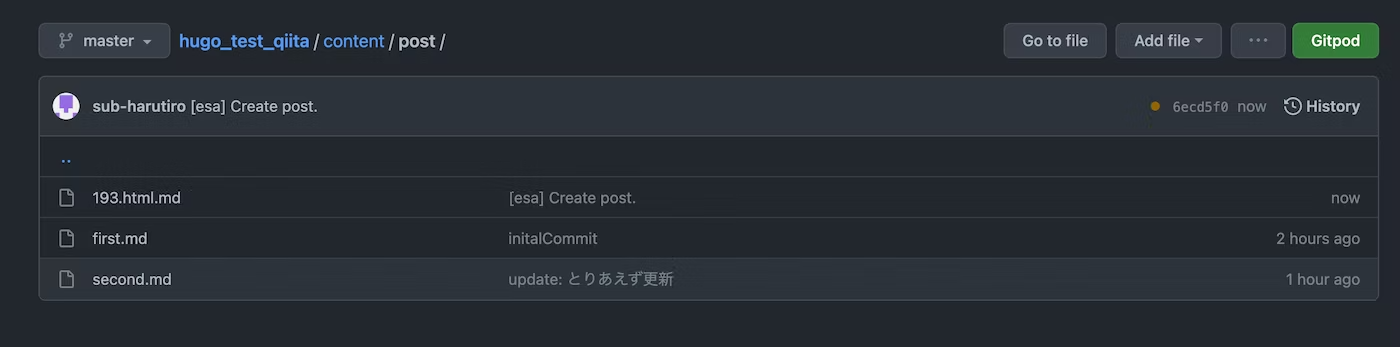 master hugo_test_qiita / content / post / Go to file Add file ... Gitpod
sub-harutiro [esa] Create post. 6ecd5f0 now History
..
193.html.md [esa] Create post. now
first.md initalCommit 2 hours ago
second.md update: とりあえず更新 1 hour ago